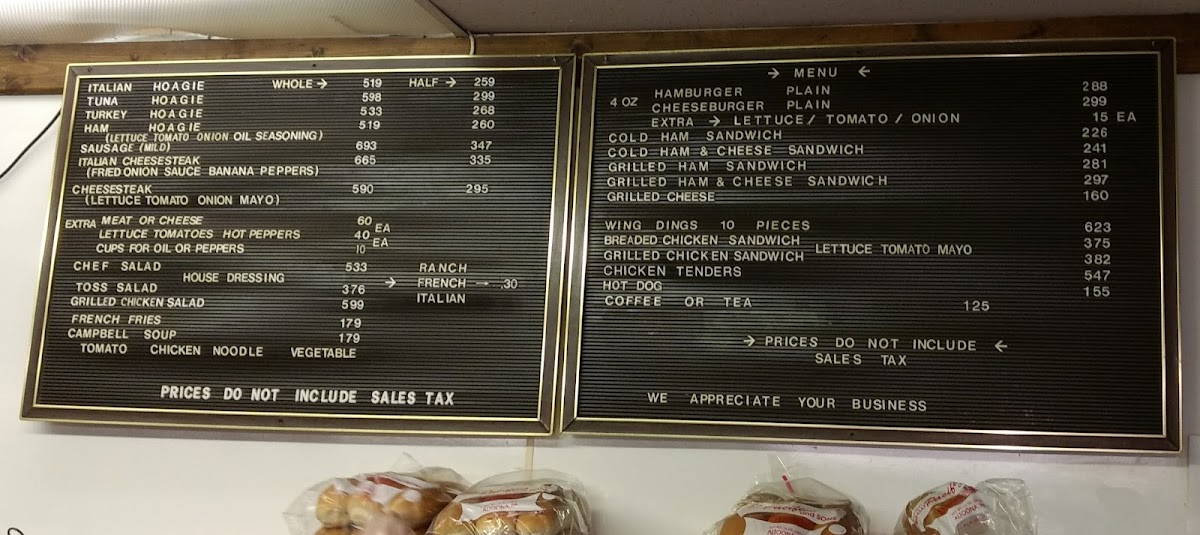 ITALIAN HOAGIE WHOLE → 519 HALF → 259
TUNA HOAGIE 598 299
TURKEY HOAGIE 533 268
HAM HOAGIE 519 260
(LETTUCE TOMATO ONION OIL SEASONING)
SAUSAGE (MILD) 693 347
ITALIAN CHEESESTEAK 665 335
(FRIED ONION SAUCE BANANA PEPPERS)
CHEESESTEAK 590 295
(LETTUCE TOMATO ONION MAYO)
EXTRA MEAT OR CHEESE 60 EA
LETTUCE TOMATOES HOT PEPPERS 40 EA
CUPS FOR OIL OR PEPPERS 10
CHEF SALAD 533 RANCH
HOUSE DRESSING → FRENCH — .30
TOSS SALAD 376 ITALIAN
GRILLED CHICKEN SALAD 599
FRENCH FRIES 179
CAMPBELL SOUP 179
TOMATO CHICKEN NOODLE VEGETABLE
PRICES DO NOT INCLUDE SALES TAX
→ MENU ←
4 OZ HAMBURGER PLAIN 288
CHEESEBURGER PLAIN 299
EXTRA → LETTUCE / TOMATO / ONION 15 EA
COLD HAM SANDWICH 226
COLD HAM & CHEESE SANDWICH 241
GRILLED HAM SANDWICH 281
GRILLED HAM & CHEESE SANDWICH 297
GRILLED CHEESE 160
WING DINGS 10 PIECES 623
BREADED CHICKEN SANDWICH 375
LETTUCE TOMATO MAYO
GRILLED CHICKEN SANDWICH 382
CHICKEN TENDERS 547
HOT DOG 155
COFFEE OR TEA 125
→ PRICES DO NOT INCLUDE ←
SALES TAX
WE APPRECIATE YOUR BUSINESS